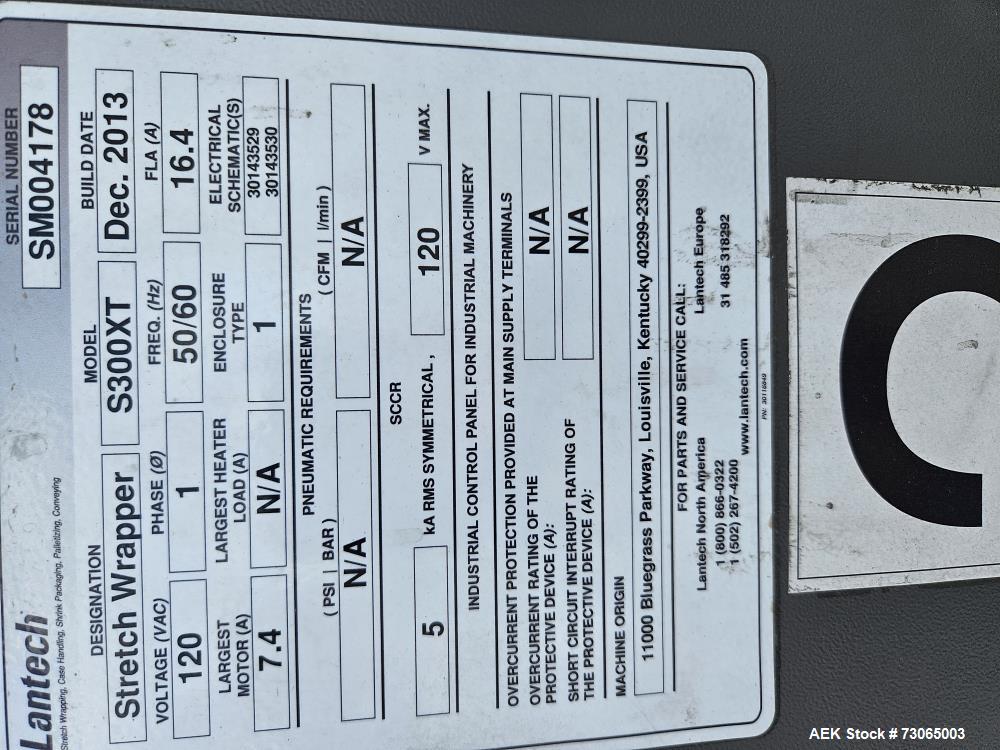 Lantech
Stretch Wrapping, Case Handling, Shrink Packaging, Palletizing, Conveying
SERIAL NUMBER
SM004178
DESIGNATION MODEL BUILD DATE
Stretch Wrapper S300XT Dec. 2013
VOLTAGE (VAC) PHASE (Ø) FREQ. (Hz) FLA (A)
120 1 50/60 16.4
LARGEST MOTOR (A) LARGEST HEATER LOAD (A) ENCLOSURE TYPE ELECTRICAL SCHEMATIC(S)
7.4 N/A 1 30143529
30143530
PNEUMATIC REQUIREMENTS
( PSI | BAR ) ( CFM | l/min )
N/A N/A
SCCR
5 kA RMS SYMMETRICAL, 120 V MAX.
INDUSTRIAL CONTROL PANEL FOR INDUSTRIAL MACHINERY
OVERCURRENT PROTECTION PROVIDED AT MAIN SUPPLY TERMINALS
OVERCURRENT RATING OF THE
PROTECTIVE DEVICE (A): N/A
SHORT CIRCUIT INTERRUPT RATING OF
THE PROTECTIVE DEVICE (A): N/A
MACHINE ORIGIN
11000 Bluegrass Parkway, Louisville, Kentucky 40299-2399, USA
FOR PARTS AND SERVICE CALL:
Lantech North America Lantech Europe
1 (800) 866-0322 31 485 318292
1 (502) 267-4200
www.lantech.com
P/N: 30116949
C
AEK Stock # 73065003